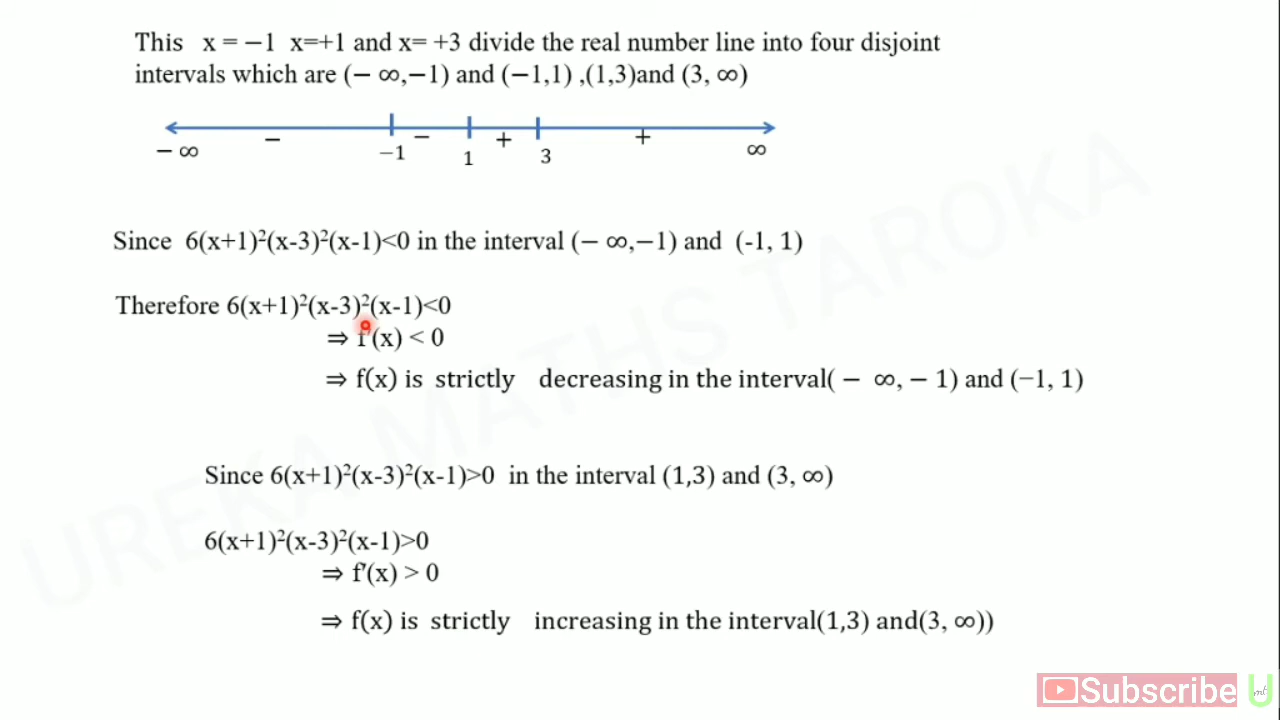 This x = −1 x=+1 and x= +3 divide the real number line into four disjoint
intervals which are (− ∞,−1) and (−1,1) ,(1,3)and (3, ∞)
− − + +
− ∞ −1 1 3 ∞
Since 6(x+1)²(x-3)²(x-1)<0 in the interval (− ∞,−1) and (-1, 1)
Therefore 6(x+1)²(x-3)²(x-1)<0
⇒ f'(x) < 0
⇒ f(x) is strictly decreasing in the interval( − ∞, − 1) and (−1, 1)
Since 6(x+1)²(x-3)²(x-1)>0 in the interval (1,3) and (3, ∞)
6(x+1)²(x-3)²(x-1)>0
⇒ f'(x) > 0
⇒ f(x) is strictly increasing in the interval(1,3) and(3, ∞))
UREKA MATHS TAROKA
Subscribe U